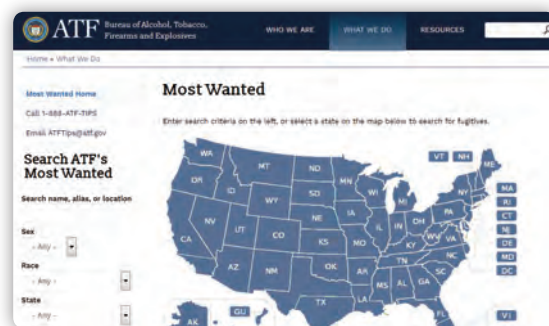 ATF Bureau of Alcohol, Tobacco,
Firearms and Explosives
WHO WE ARE
WHAT WE DO
RESOURCES
Home » What We Do
Most Wanted Home
Call 1-888-ATF-TIPS
Email ATFTips@atf.gov
Search ATF's
Most Wanted
Search name, alias, or location
Sex
- Any -
Race
- Any -
State
- Any -
Most Wanted
Enter search criteria on the left, or select a state on the map below to search for fugitives.
WA
MT
ND
MN
WI
MI
VT
NH
ME
OR
ID
WY
SD
NY
MA
RI
CT
NJ
DE
MD
DC
NV
UT
CO
NE
IA
IL
IN
OH
PA
CA
KS
MO
KY
WV
VA
AZ
NM
OK
AR
TN
NC
SC
TX
LA
MS
AL
GA
FL
AK
GU
VI